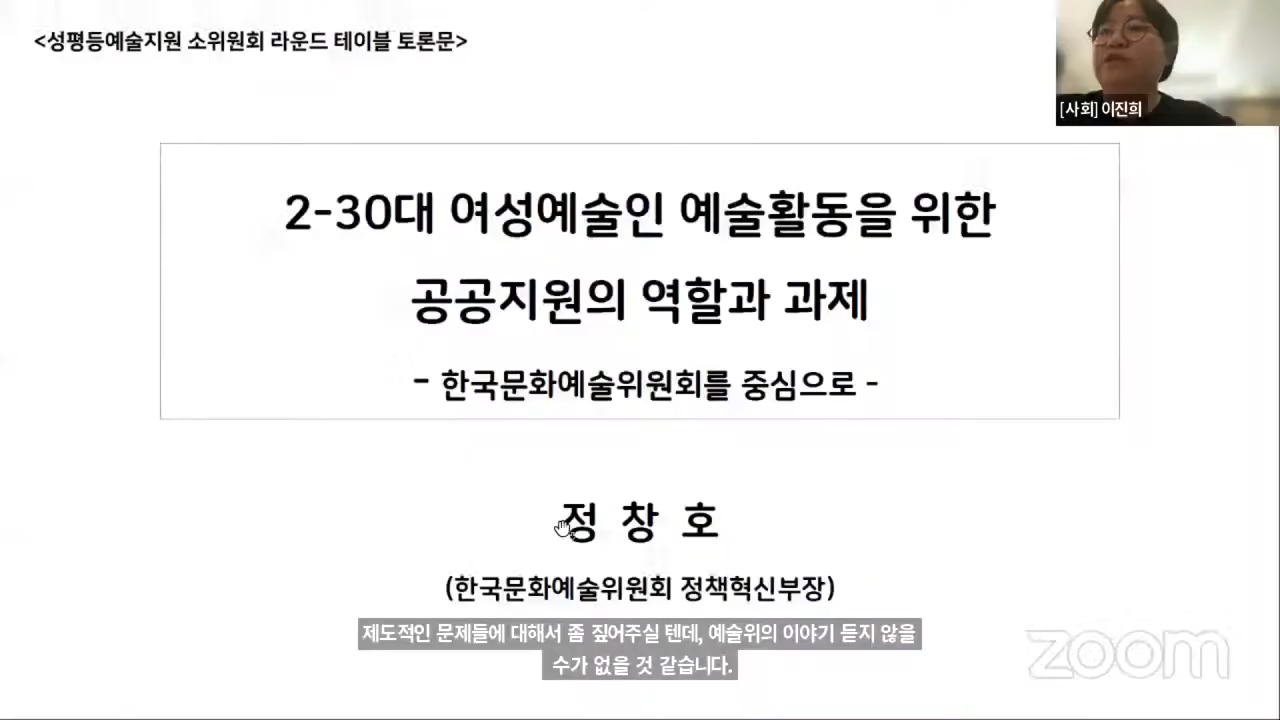 <성평등예술지원 소위원회 라운드 테이블 토론문>
[사회] 이진희
2-30대 여성예술인 예술활동을 위한
공공지원의 역할과 과제
- 한국문화예술위원회를 중심으로 -
정 창 호
(한국문화예술위원회 정책혁신부장)
제도적인 문제들에 대해서 좀 짚어주실 텐데, 예술위의 이야기 듣지 않을
수가 없을 것 같습니다.
zoom